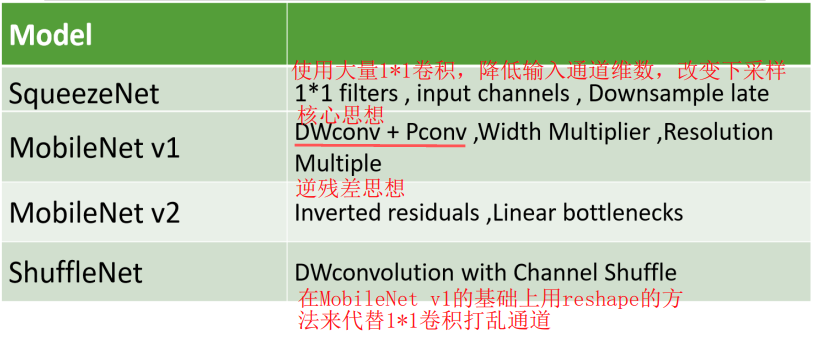 Model
使用大量1*1卷积，降低输入通道维数，改变下采样
SqueezeNet
1*1 filters , input channels , Downsample late
核心思想
MobileNet v1
DWconv + Pconv ,Width Multiplier ,Resolution
Multiple
逆残差思想
MobileNet v2
Inverted residuals ,Linear bottlenecks
ShuffleNet
DWconvolution with Channel Shuffle
在MobileNet v1的基础上用reshape的方
法来代替1*1卷积打乱通道